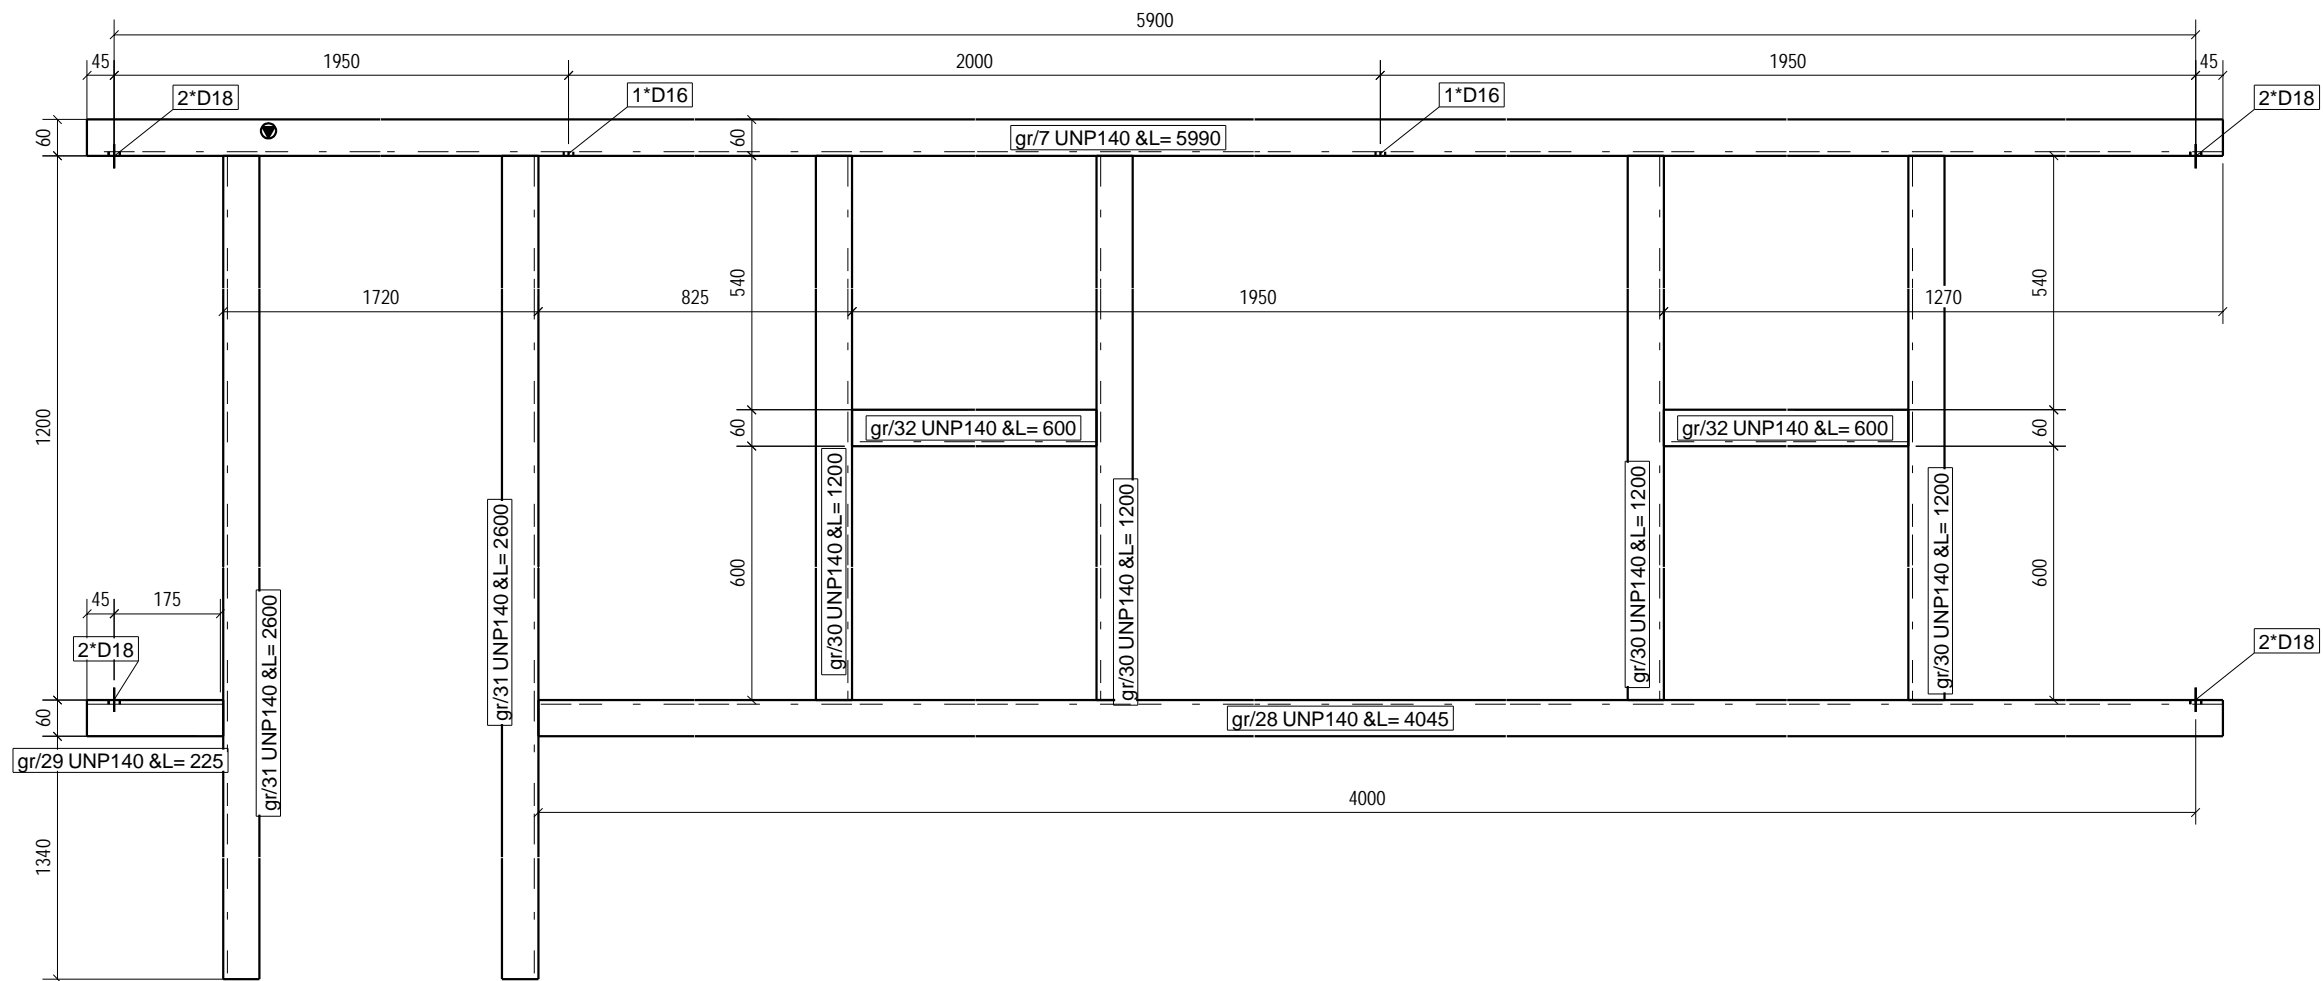 5900
45
1950
2000
1950
45
2*D18
1*D16
1*D16
2*D18
60
60
gr/7 UNP140 &L= 5990
540
540
1720
825
1950
1270
1200
60
gr/32 UNP140 &L= 600
gr/32 UNP140 &L= 600
60
gr/31 UNP140 &L= 2600
gr/31 UNP140 &L= 2600
gr/30 UNP140 &L= 1200
gr/30 UNP140 &L= 1200
gr/30 UNP140 &L= 1200
gr/30 UNP140 &L= 1200
600
600
45
175
2*D18
2*D18
60
gr/28 UNP140 &L= 4045
gr/29 UNP140 &L= 225
4000
1340